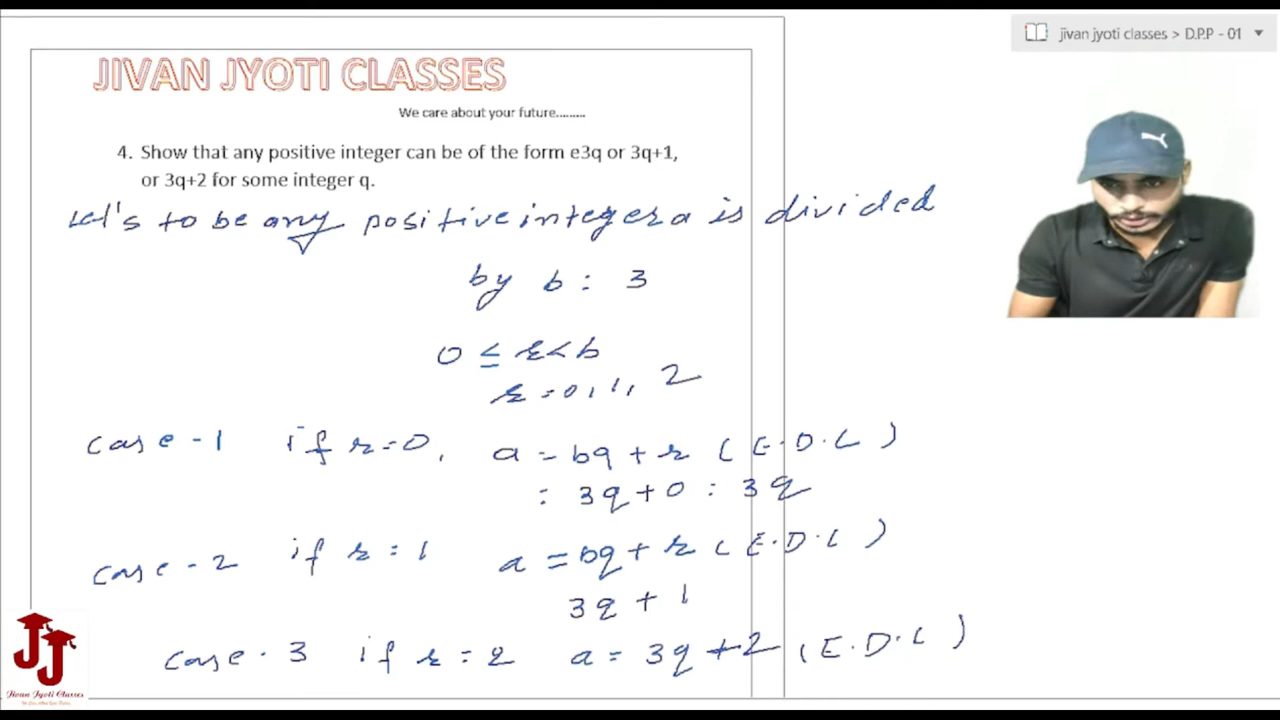 jivan jyoti classes > D.P.P - 01
JIVAN JYOTI CLASSES
We care about your future.........
4. Show that any positive integer can be of the form e3q or 3q+1,
or 3q+2 for some integer q.
Let's to be any positive integer a is divided
by b : 3
0 ≤ r < b
r = 0, 1, 2
case - 1 if r = 0, a = bq + r ( E.D.L )
: 3q + 0 : 3q
case - 2 if r : 1 a = bq + r ( E.D.L )
3q + 1
case - 3 if r = 2 a = 3q + 2 ( E.D.L )
JJ
Jivan Jyoti Classes